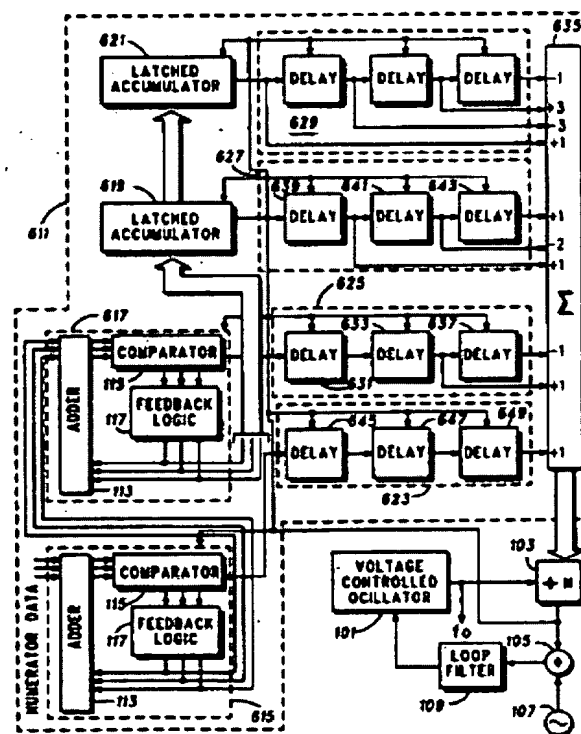 621
635
LATCHED
ACCUMULATOR
DELAY
DELAY
DELAY
-1
3
-3
+1
629
627
639
641
643
611
619
LATCHED
ACCUMULATOR
DELAY
DELAY
DELAY
+1
-2
+1
Σ
625
617
633
637
COMPARATOR
DELAY
DELAY
DELAY
-1
+1
115
631
ADDER
117
FEEDBACK
LOGIC
645
647
649
DELAY
DELAY
DELAY
+1
113
623
NUMERATOR DATA
ADDER
COMPARATOR
115
VOLTAGE
CONTROLLED
OCILLATOR
103
÷ N
117
FEEDBACK
LOGIC
101
fo
105
LOOP
FILTER
113
615
109
107